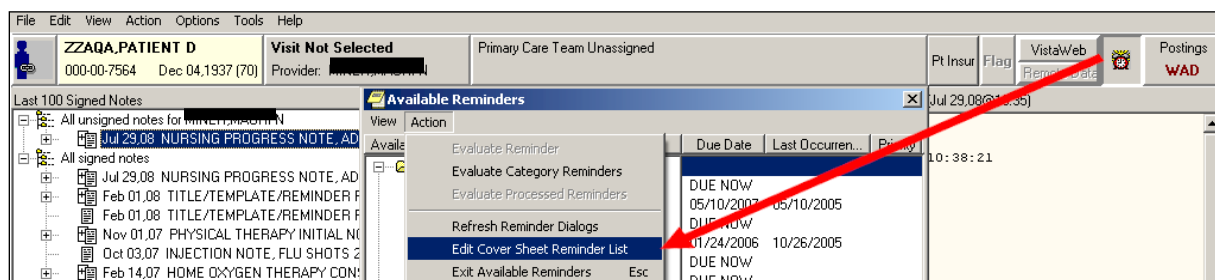 File Edit View Action Options Tools Help
ZZAQA,PATIENT D
000-00-7564 Dec 04,1937 (70)
Visit Not Selected
Provider:
Primary Care Team Unassigned
Pt Insur
Flag
VistaWeb
Remote Data
Postings
WAD
Last 100 Signed Notes
All unsigned notes for
Jul 29,08 NURSING PROGRESS NOTE, AD
All signed notes
Jul 29,08 NURSING PROGRESS NOTE, AD
Feb 01,08 TITLE/TEMPLATE/REMINDER F
Feb 01,08 TITLE/TEMPLATE/REMINDER F
Nov 01,07 PHYSICAL THERAPY INITIAL NO
Oct 03,07 INJECTION NOTE, FLU SHOTS 2
Feb 14,07 HOME OXYGEN THERAPY CON
Available Reminders
View Action
Availa
Due Date Last Occurren... Priority
Evaluate Reminder
Evaluate Category Reminders
Evaluate Processed Reminders
Refresh Reminder Dialogs
Edit Cover Sheet Reminder List
Exit Available Reminders Esc
DUE NOW
05/10/2007 05/10/2005
DUE NOW
01/24/2006 10/26/2005
DUE NOW
DUE NOW
(Jul 29,08
10:38:21